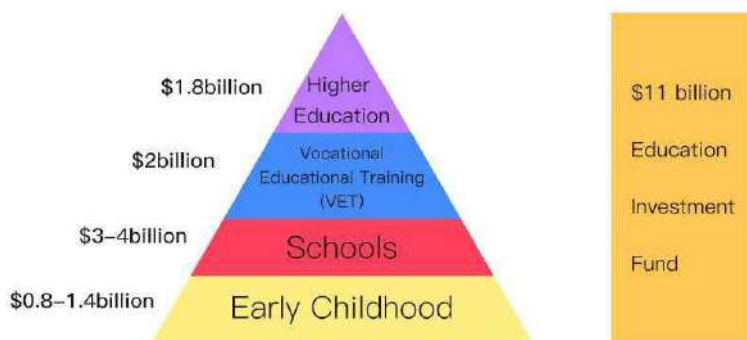 $1.8billion
Higher
Education
$2billion
Vocational
Educational Training
(VET)
$3-4billion
Schools
$0.8-1.4billion
Early Childhood
$11 billion
Education
Investment
Fund